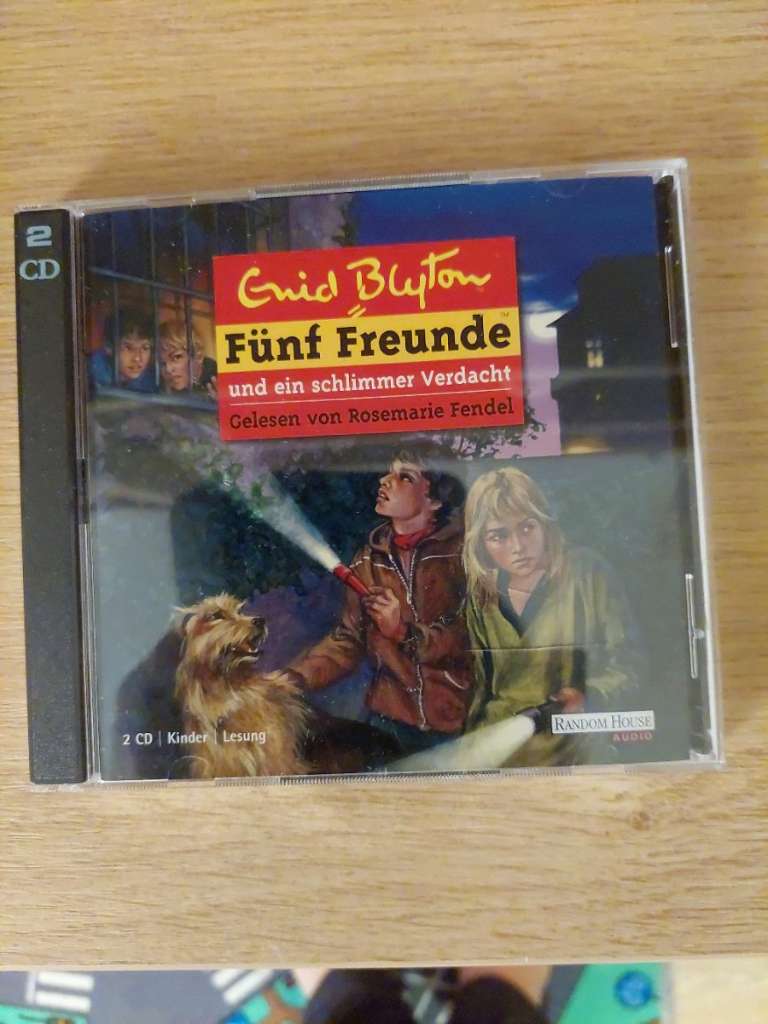 2
CD
Enid Blyton
Fünf Freunde™
und ein schlimmer Verdacht
Gelesen von Rosemarie Fendel
2 CD | Kinder | Lesung
RANDOM HOUSE
AUDIO